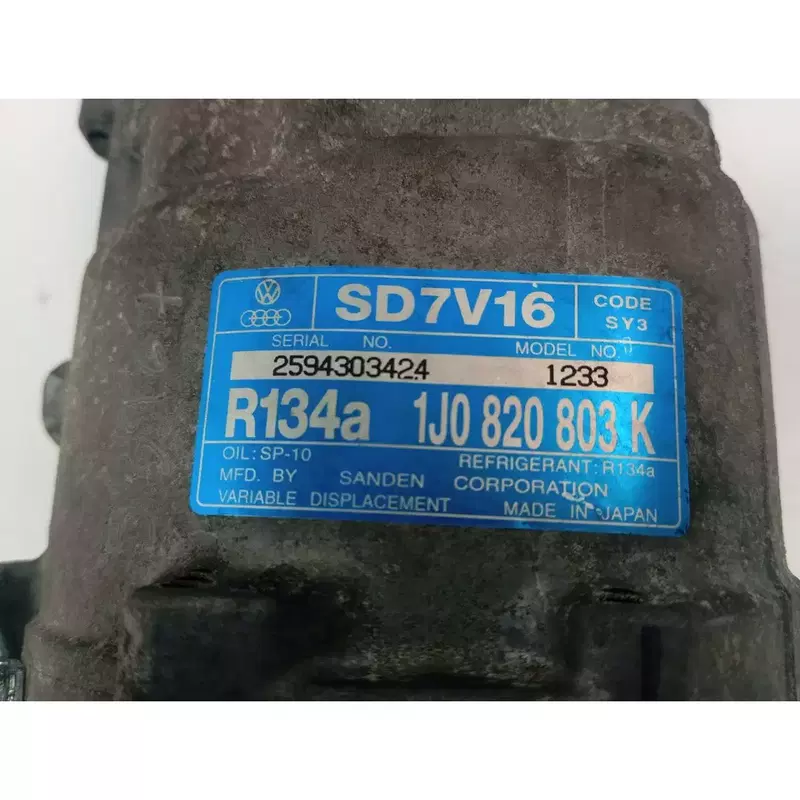 SD7V16
CODE
SY3
SERIAL NO.
MODEL NO.
2594303424
1233
R134a
1J0 820 803 K
OIL: SP-10
REFRIGERANT: R134a
MFD. BY SANDEN CORPORATION
VARIABLE DISPLACEMENT
MADE IN JAPAN